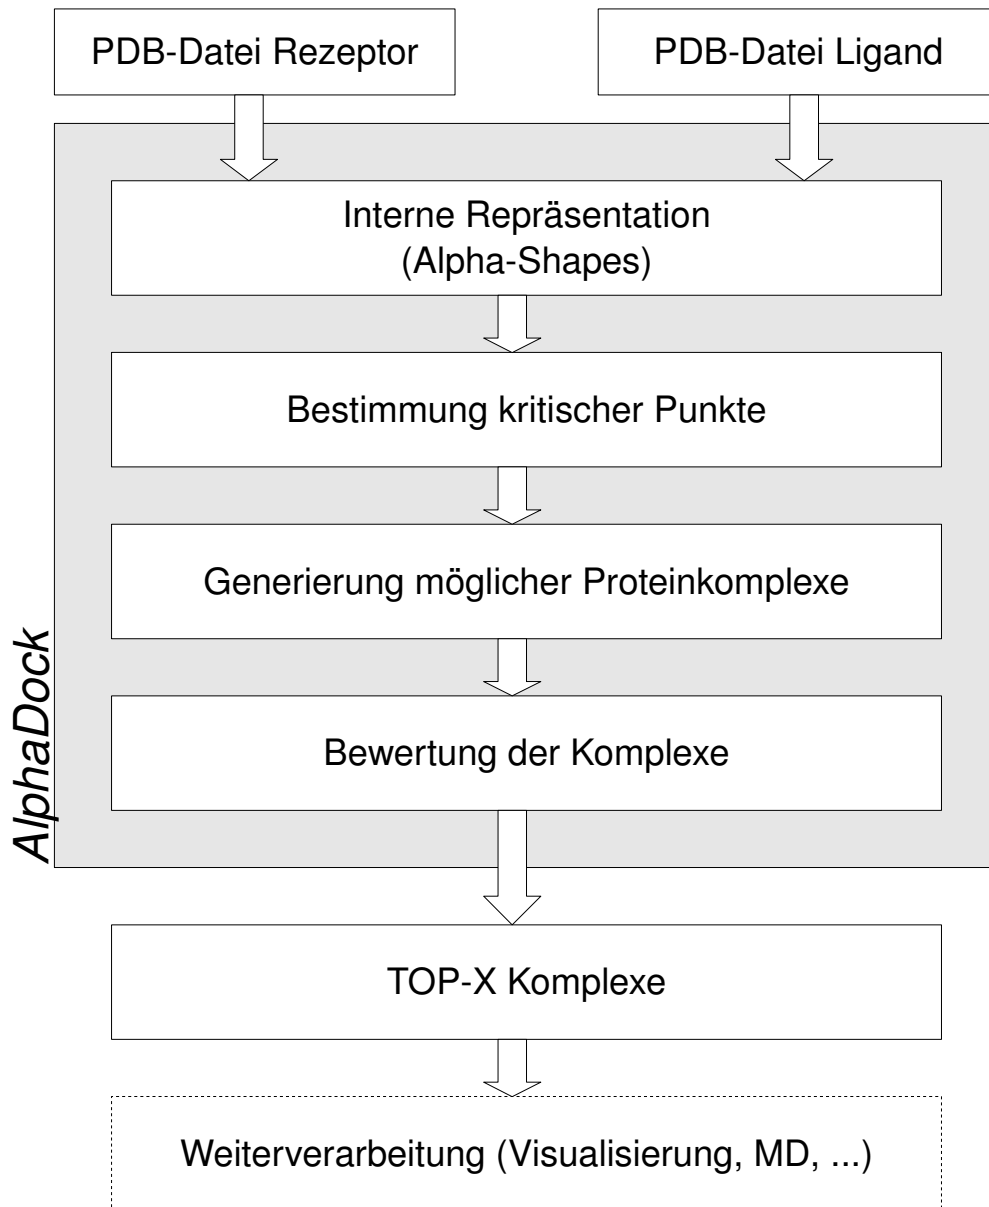 PDB-Datei Rezeptor
PDB-Datei Ligand
Interne Repräsentation
(Alpha-Shapes)
Bestimmung kritischer Punkte
Generierung möglicher Proteinkomplexe
Bewertung der Komplexe
AlphaDock
TOP-X Komplexe
Weiterverarbeitung (Visualisierung, MD, ...)